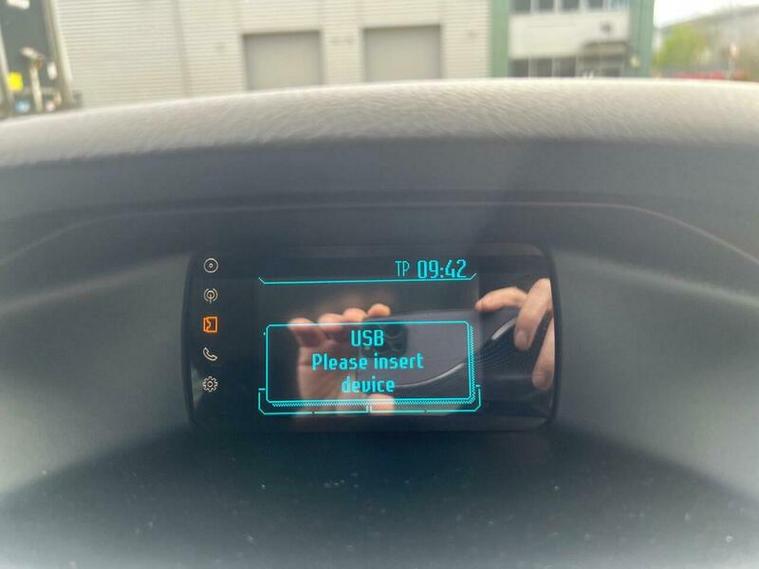 TP 09:42
USB
Please insert
device